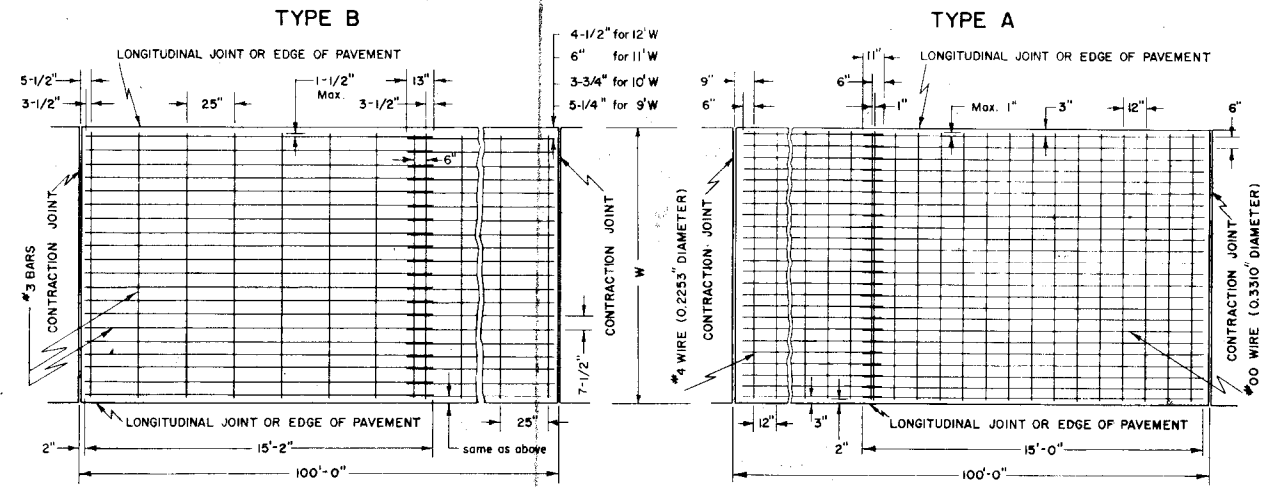 TYPE B
LONGITUDINAL JOINT OR EDGE OF PAVEMENT
5-1/2"
3-1/2"
25"
1-1/2"
Max.
13"
3-1/2"
6"
4-1/2" for 12' W
6" for 11' W
3-3/4" for 10' W
5-1/4" for 9' W
#3 BARS
CONTRACTION JOINT
CONTRACTION JOINT
7-1/2"
W
LONGITUDINAL JOINT OR EDGE OF PAVEMENT
25"
2"
15'-2"
same as above
100'-0"
TYPE A
LONGITUDINAL JOINT OR EDGE OF PAVEMENT
9"
6"
11"
6"
1"
Max. 1"
3"
12"
6"
#4 WIRE (0.2253" DIAMETER)
CONTRACTION JOINT
CONTRACTION JOINT
#00 WIRE (0.3310" DIAMETER)
12"
3"
2"
LONGITUDINAL JOINT OR EDGE OF PAVEMENT
15'-0"
100'-0"